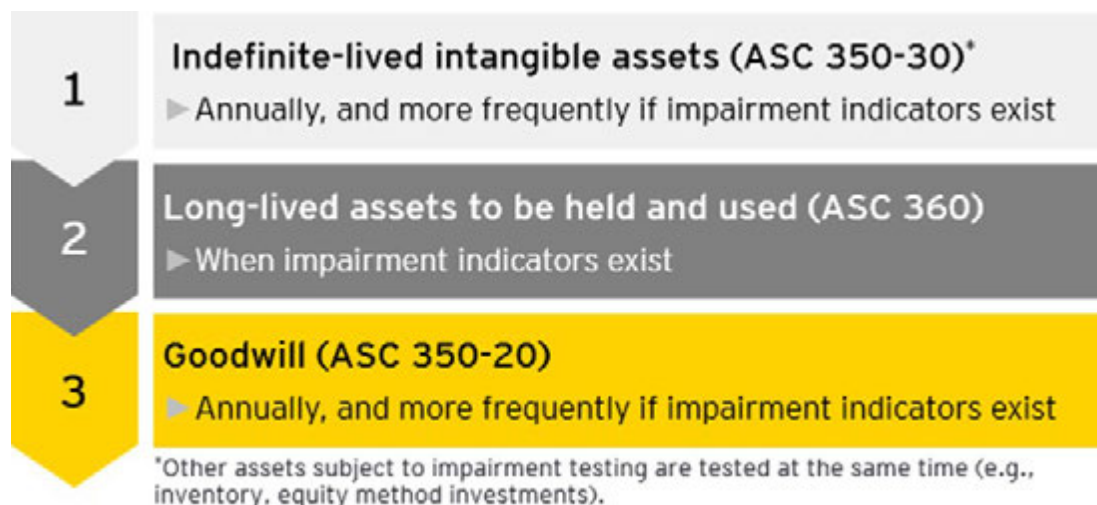 1
Indefinite-lived intangible assets (ASC 350-30)*
►Annually, and more frequently if impairment indicators exist
2
Long-lived assets to be held and used (ASC 360)
►When impairment indicators exist
3
Goodwill (ASC 350-20)
►Annually, and more frequently if impairment indicators exist
*Other assets subject to impairment testing are tested at the same time (e.g.,
inventory, equity method investments).